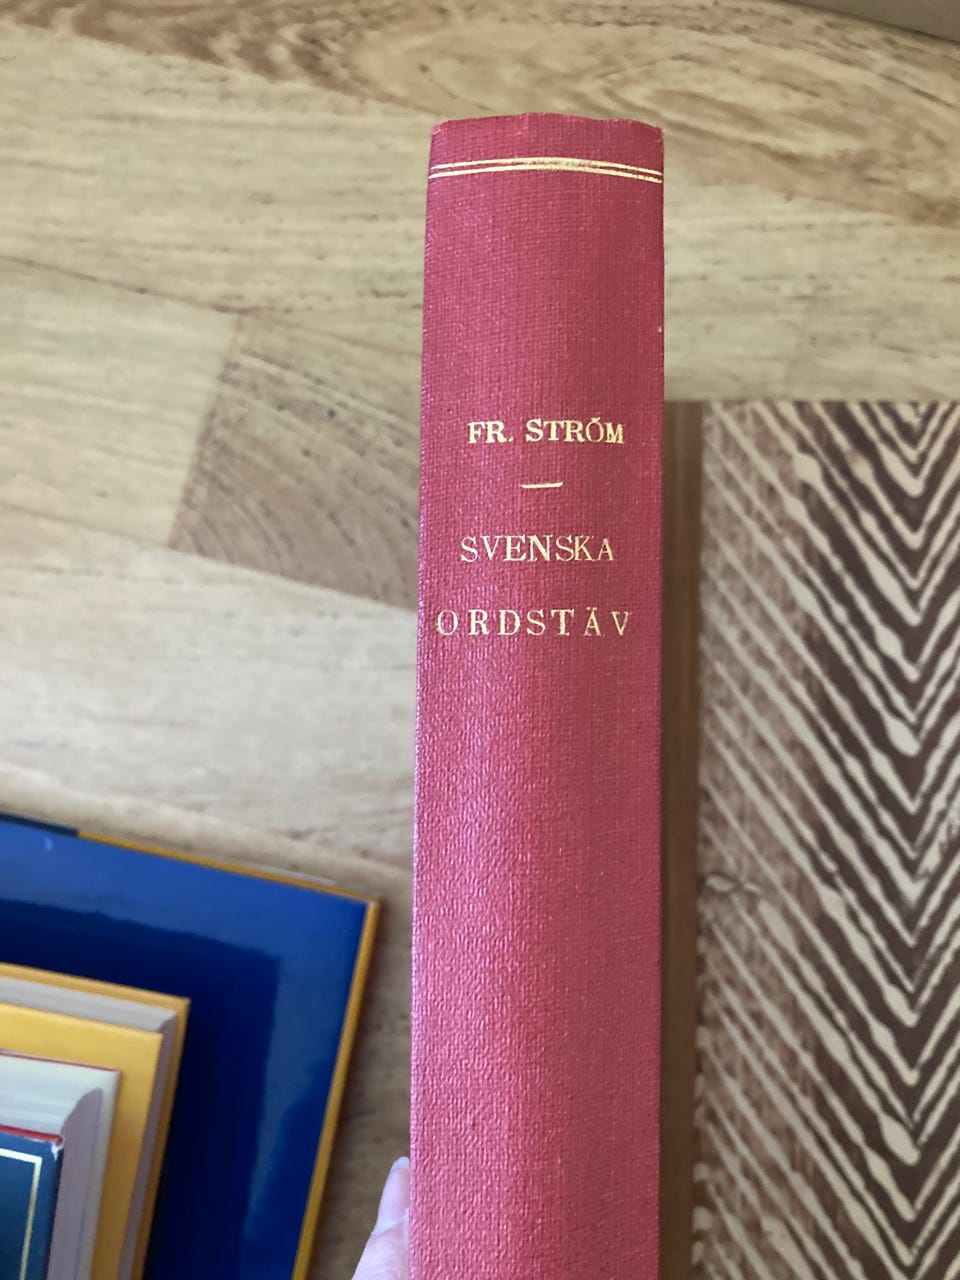 FR. STRÖM
SVENSKA
ORDSTÄV